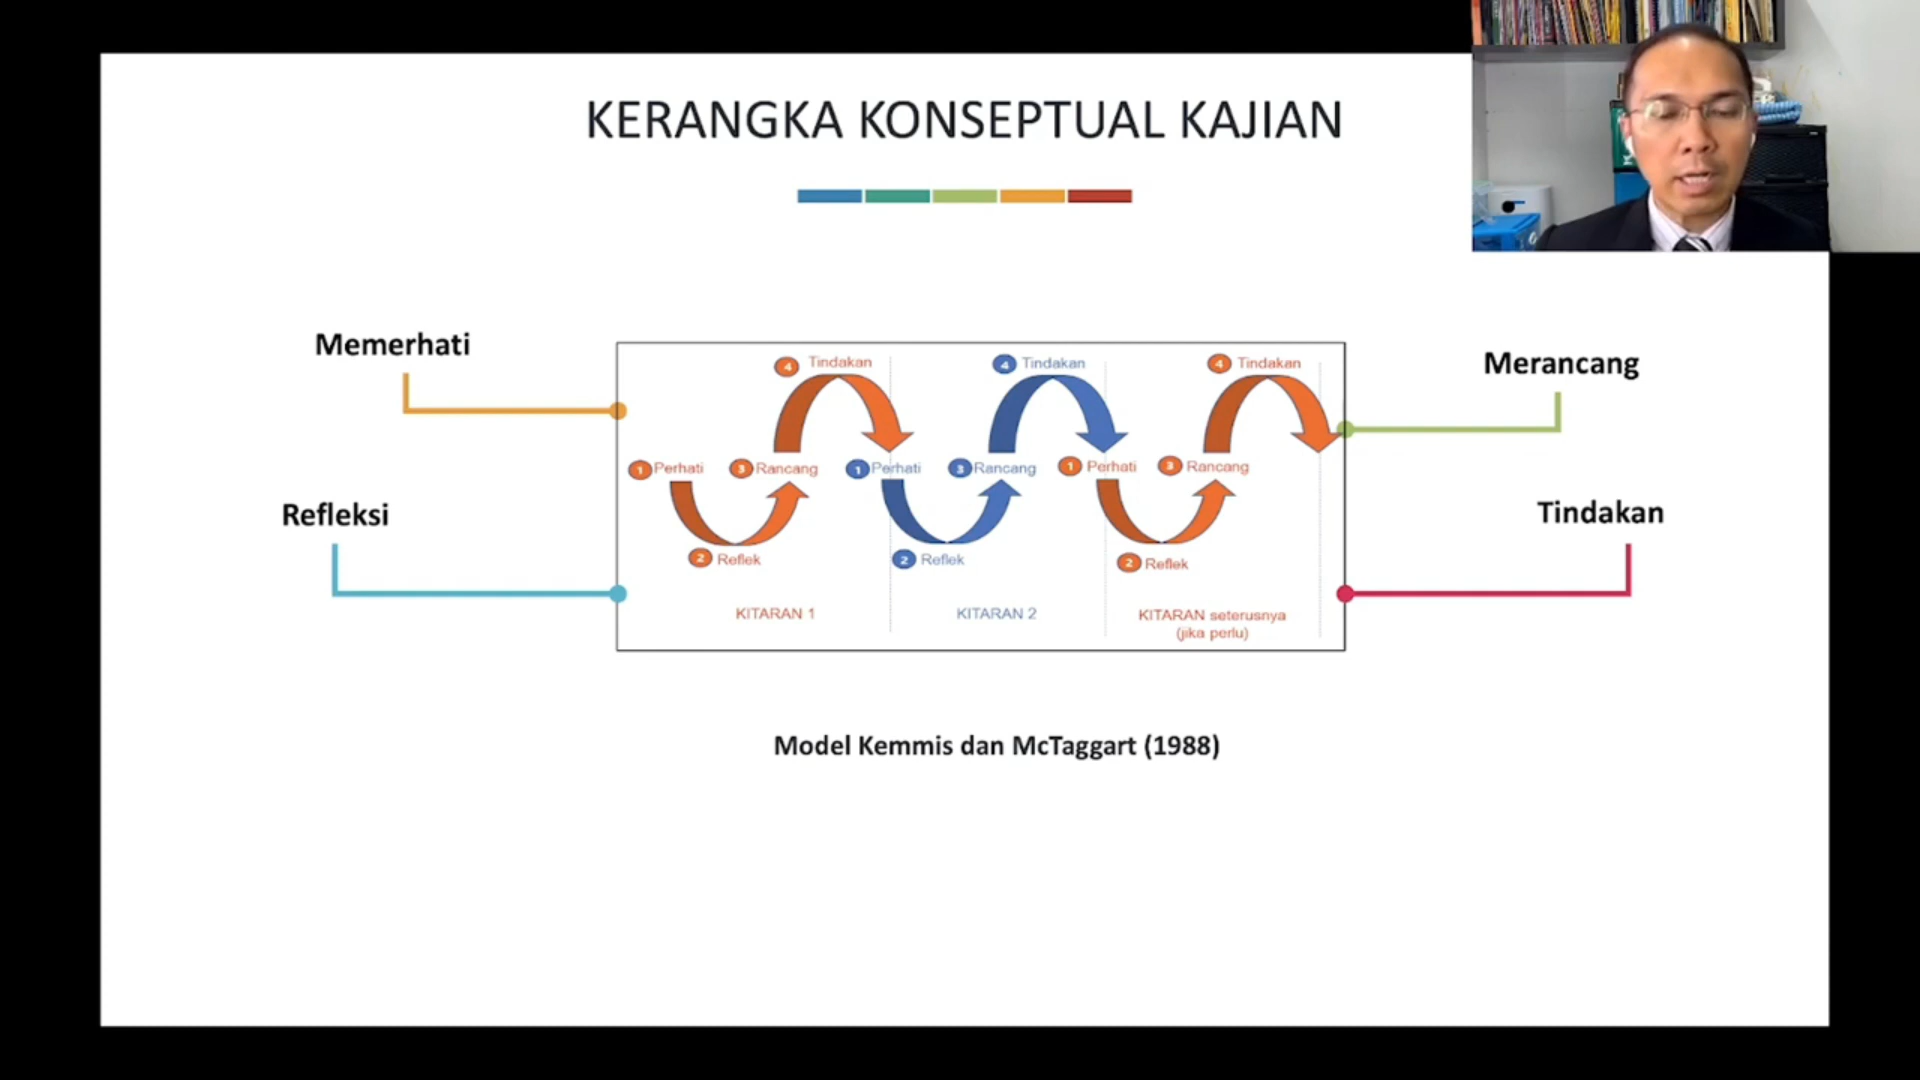 KERANGKA KONSEPTUAL KAJIAN
Memerhati
Refleksi
Merancang
Tindakan
4 Tindakan
1 Perhati
3 Rancang
2 Reflek
KITARAN 1
4 Tindakan
1 Perhati
3 Rancang
2 Reflek
KITARAN 2
4 Tindakan
1 Perhati
3 Rancang
2 Reflek
KITARAN seterusnya
(jika perlu)
Model Kemmis dan McTaggart (1988)